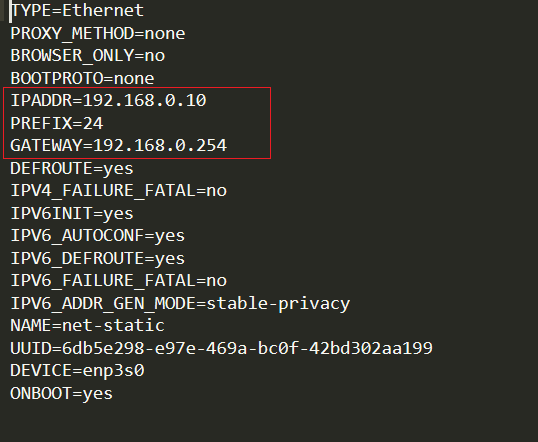 TYPE=Ethernet
PROXY_METHOD=none
BROWSER_ONLY=no
BOOTPROTO=none
IPADDR=192.168.0.10
PREFIX=24
GATEWAY=192.168.0.254
DEFROUTE=yes
IPV4_FAILURE_FATAL=no
IPV6INIT=yes
IPV6_AUTOCONF=yes
IPV6_DEFROUTE=yes
IPV6_FAILURE_FATAL=no
IPV6_ADDR_GEN_MODE=stable-privacy
NAME=net-static
UUID=6db5e298-e97e-469a-bc0f-42bd302aa199
DEVICE=enp3s0
ONBOOT=yes